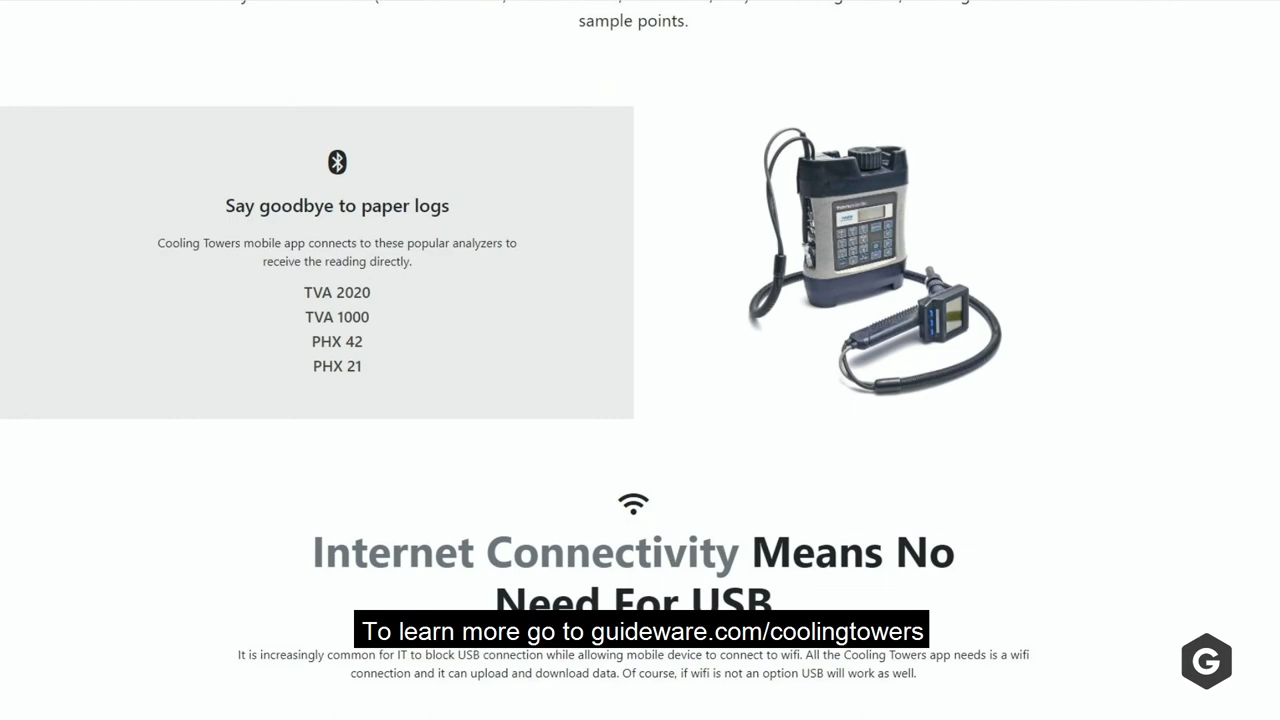 sample points.
Say goodbye to paper logs
Cooling Towers mobile app connects to these popular analyzers to
receive the reading directly.
TVA 2020
TVA 1000
PHX 42
PHX 21
Internet Connectivity Means No
Need For USB
To learn more go to guideware.com/coolingtowers
It is increasingly common for IT to block USB connection while allowing mobile device to connect to wifi. All the Cooling Towers app needs is a wifi
connection and it can upload and download data. Of course, if wifi is not an option USB will work as well.
G